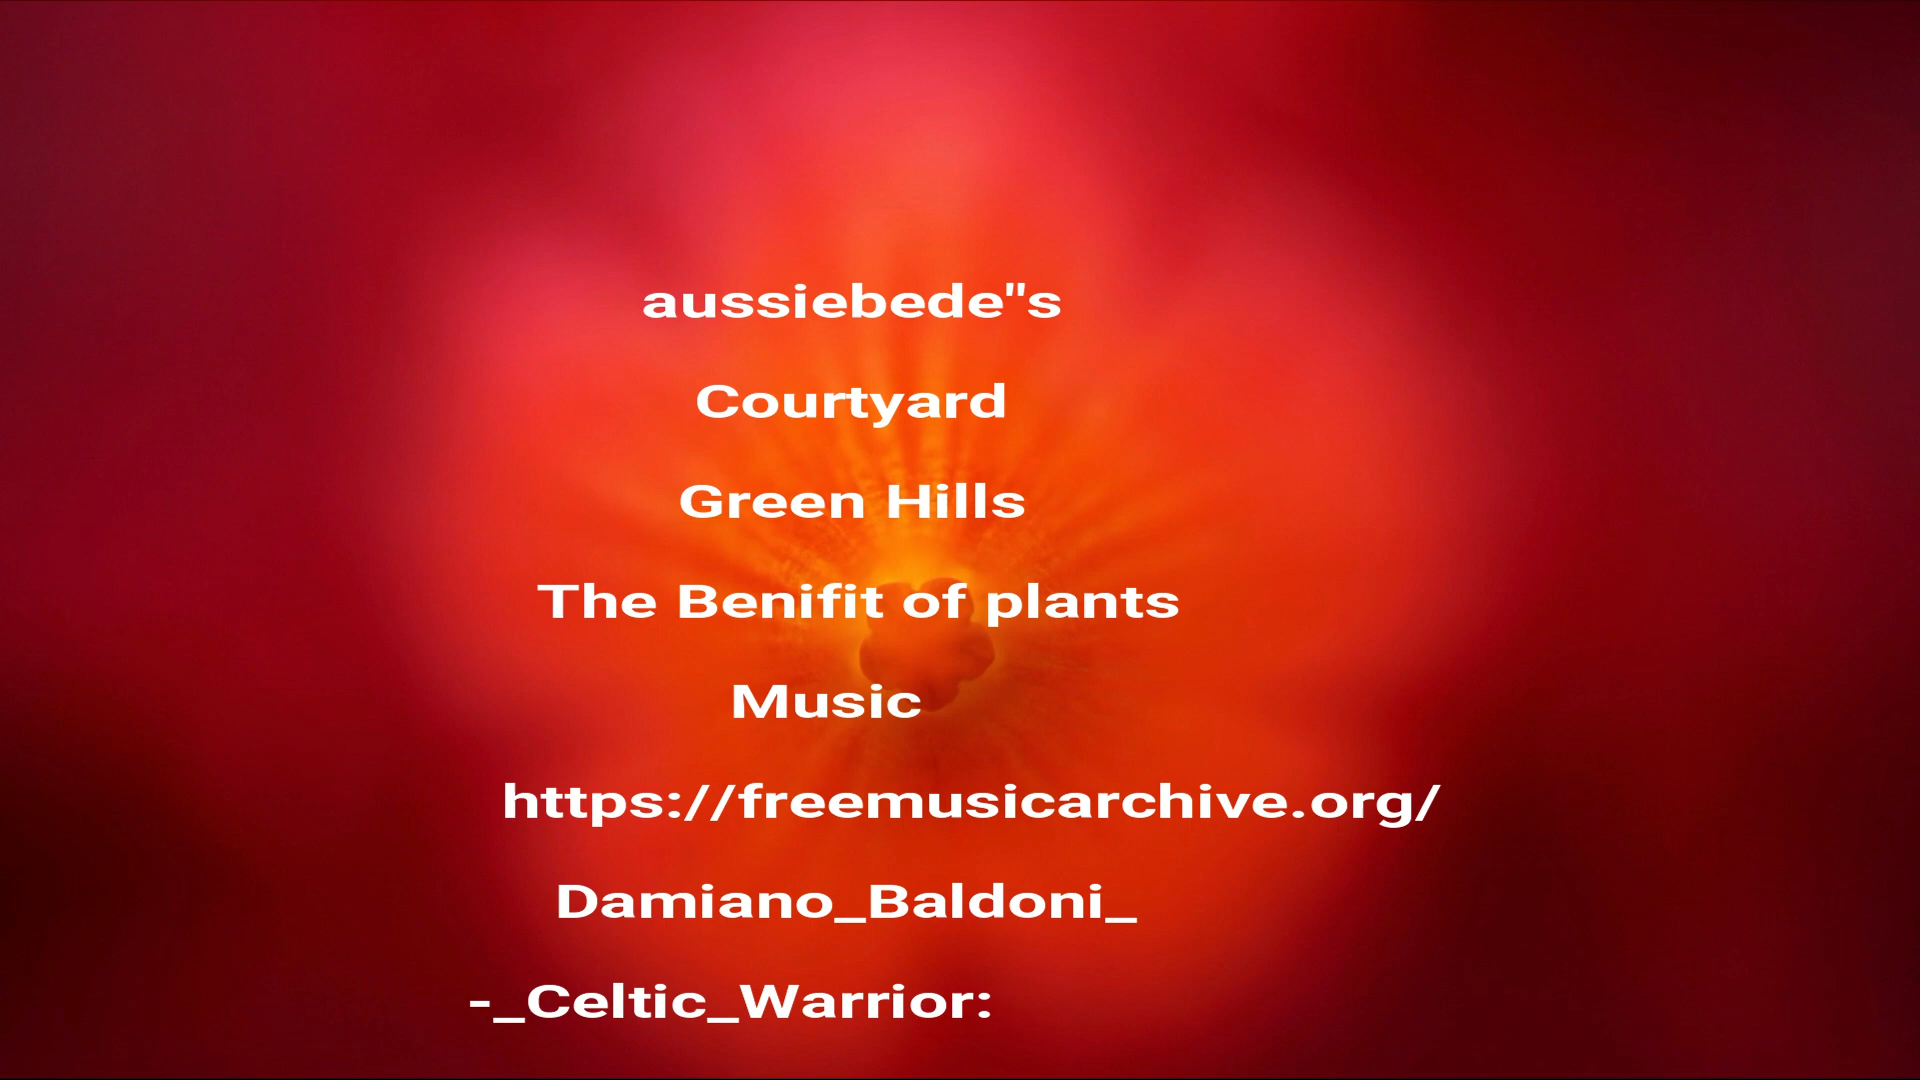 aussiebede"s
Courtyard
Green Hills
The Benifit of plants
Music
https://freemusicarchive.org/
Damiano_Baldoni_
-_Celtic_Warrior: